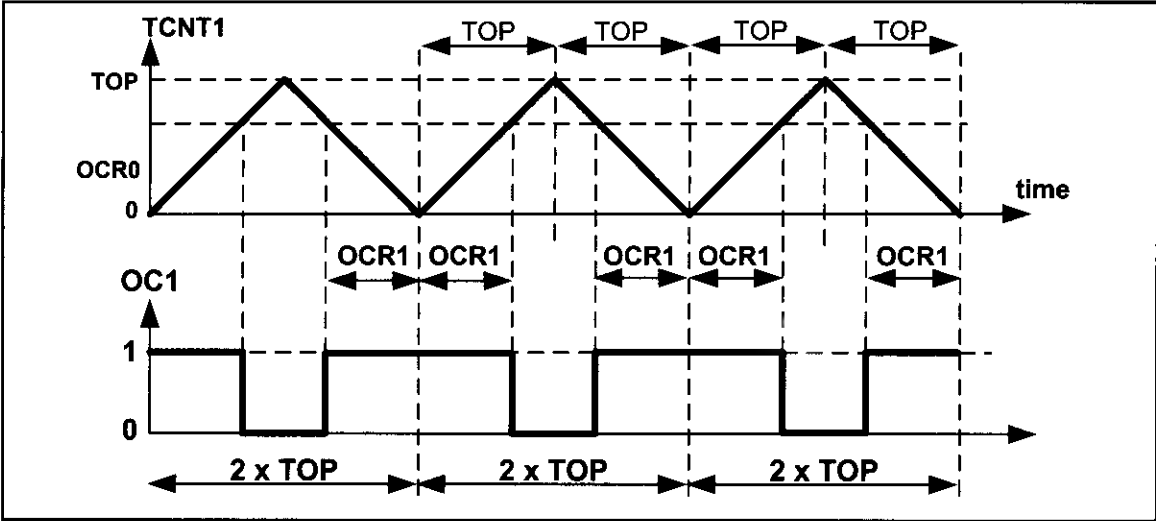 TCNT1
TOP TOP TOP TOP
TOP
OCR0
0
time
OCR1 OCR1 OCR1 OCR1 OCR1
OC1
1
0
2 x TOP 2 x TOP 2 x TOP